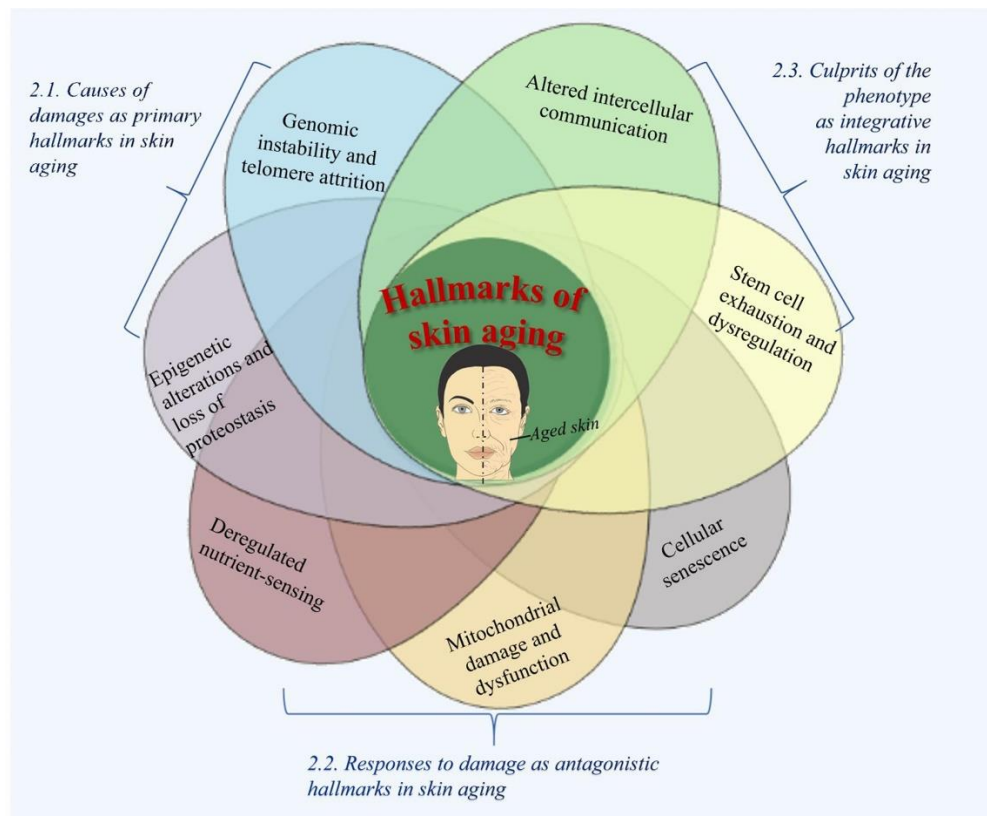 2.1. Causes of
damages as primary
hallmarks in skin
aging
Genomic
instability and
telomere attrition
Altered intercellular
communication
2.3. Culprits of the
phenotype
as integrative
hallmarks in
skin aging
Stem cell
exhaustion and
dysregulation
Hallmarks of
skin aging
Aged skin
Epigenetic
alterations and
loss of
proteostasis
Deregulated
nutrient-sensing
Mitochondrial
damage and
dysfunction
Cellular
senescence
2.2. Responses to damage as antagonistic
hallmarks in skin aging